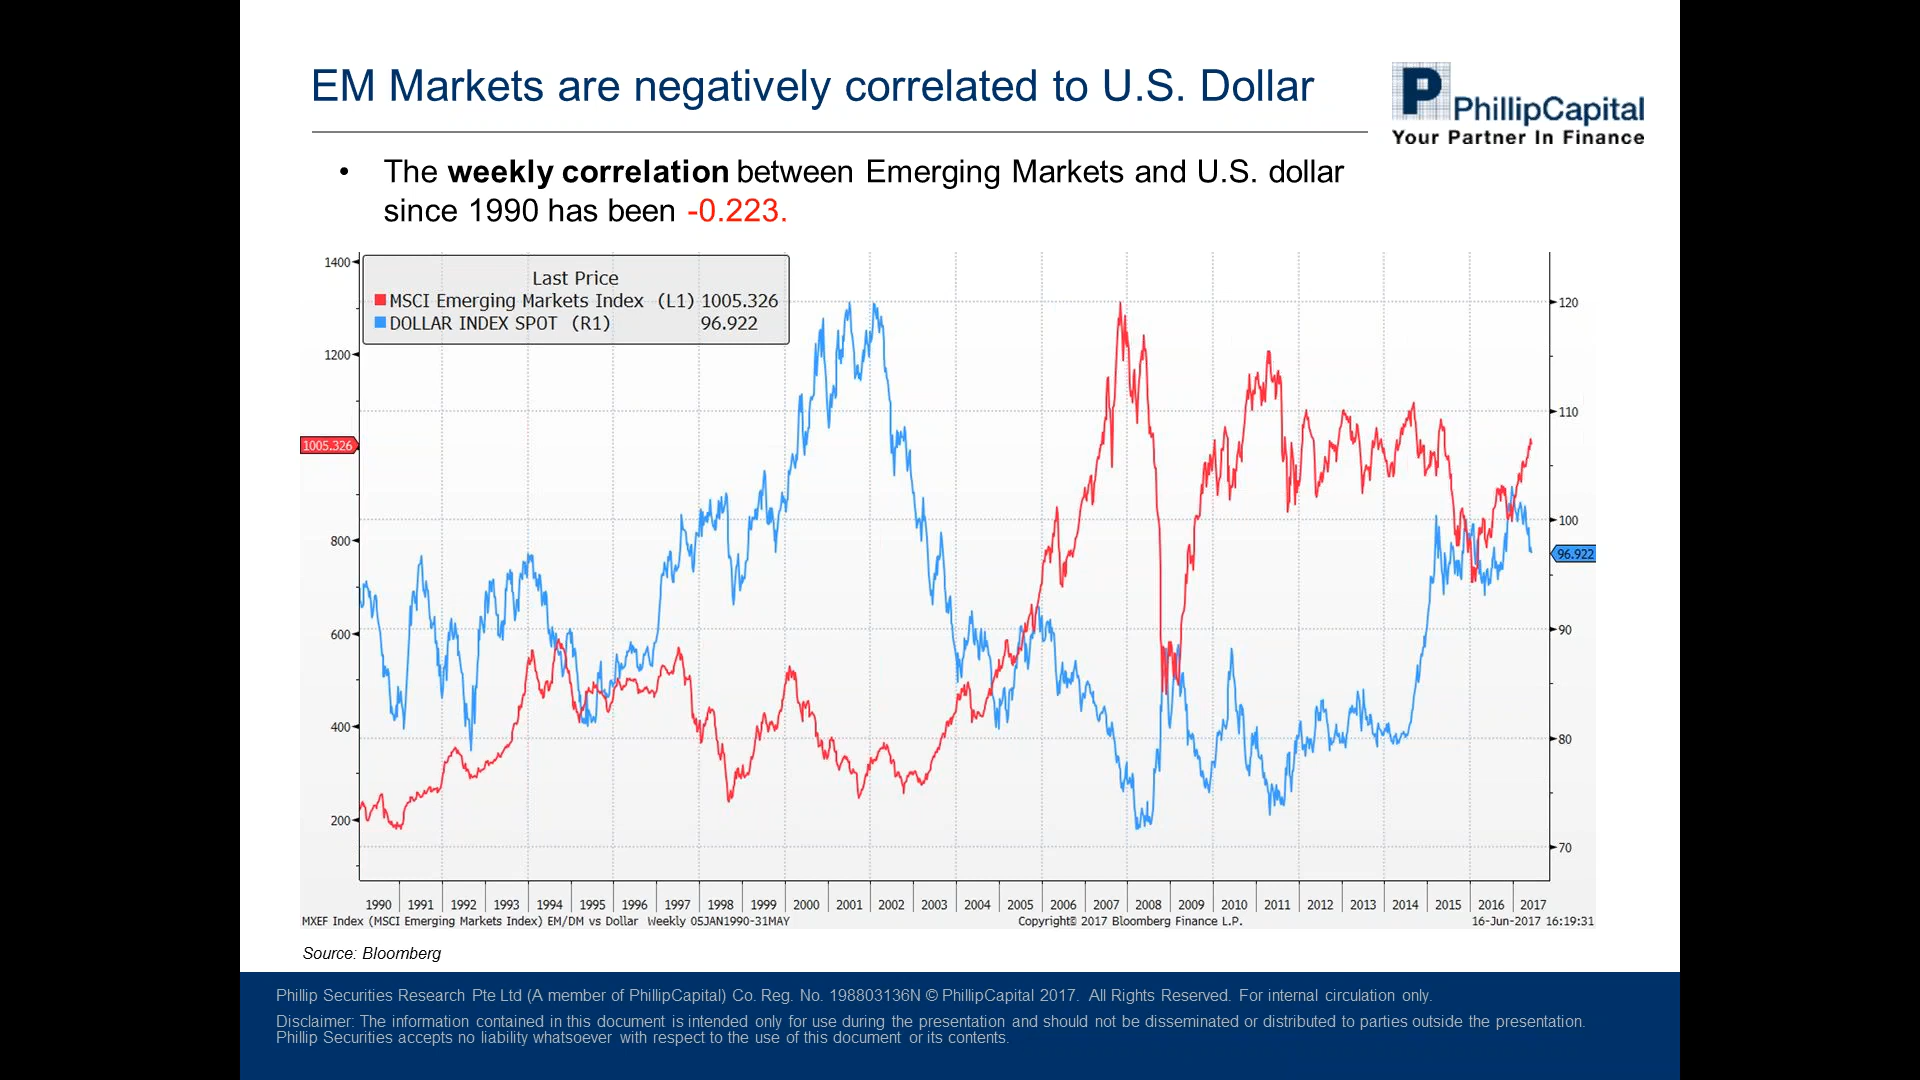 EM Markets are negatively correlated to U.S. Dollar
P PhillipCapital
Your Partner In Finance
• The weekly correlation between Emerging Markets and U.S. dollar
since 1990 has been -0.223.
Last Price
MSCI Emerging Markets Index (L1) 1005.326
DOLLAR INDEX SPOT (R1) 96.922
1400
1200
1005.326
800
600
400
200
120
110
100
96.922
90
80
70
1990 1991 1992 1993 1994 1995 1996 1997 1998 1999 2000 2001 2002 2003 2004 2005 2006 2007 2008 2009 2010 2011 2012 2013 2014 2015 2016 2017
MXEF Index (MSCI Emerging Markets Index) EM/DM vs Dollar Weekly 05JAN1990-31MAY Copyright© 2017 Bloomberg Finance L.P. 16-Jun-2017 16:19:31
Source: Bloomberg
Phillip Securities Research Pte Ltd (A member of PhillipCapital) Co. Reg. No. 198803136N © PhillipCapital 2017. All Rights Reserved. For internal circulation only.
Disclaimer: The information contained in this document is intended only for use during the presentation and should not be disseminated or distributed to parties outside the presentation.
Phillip Securities accepts no liability whatsoever with respect to the use of this document or its contents.